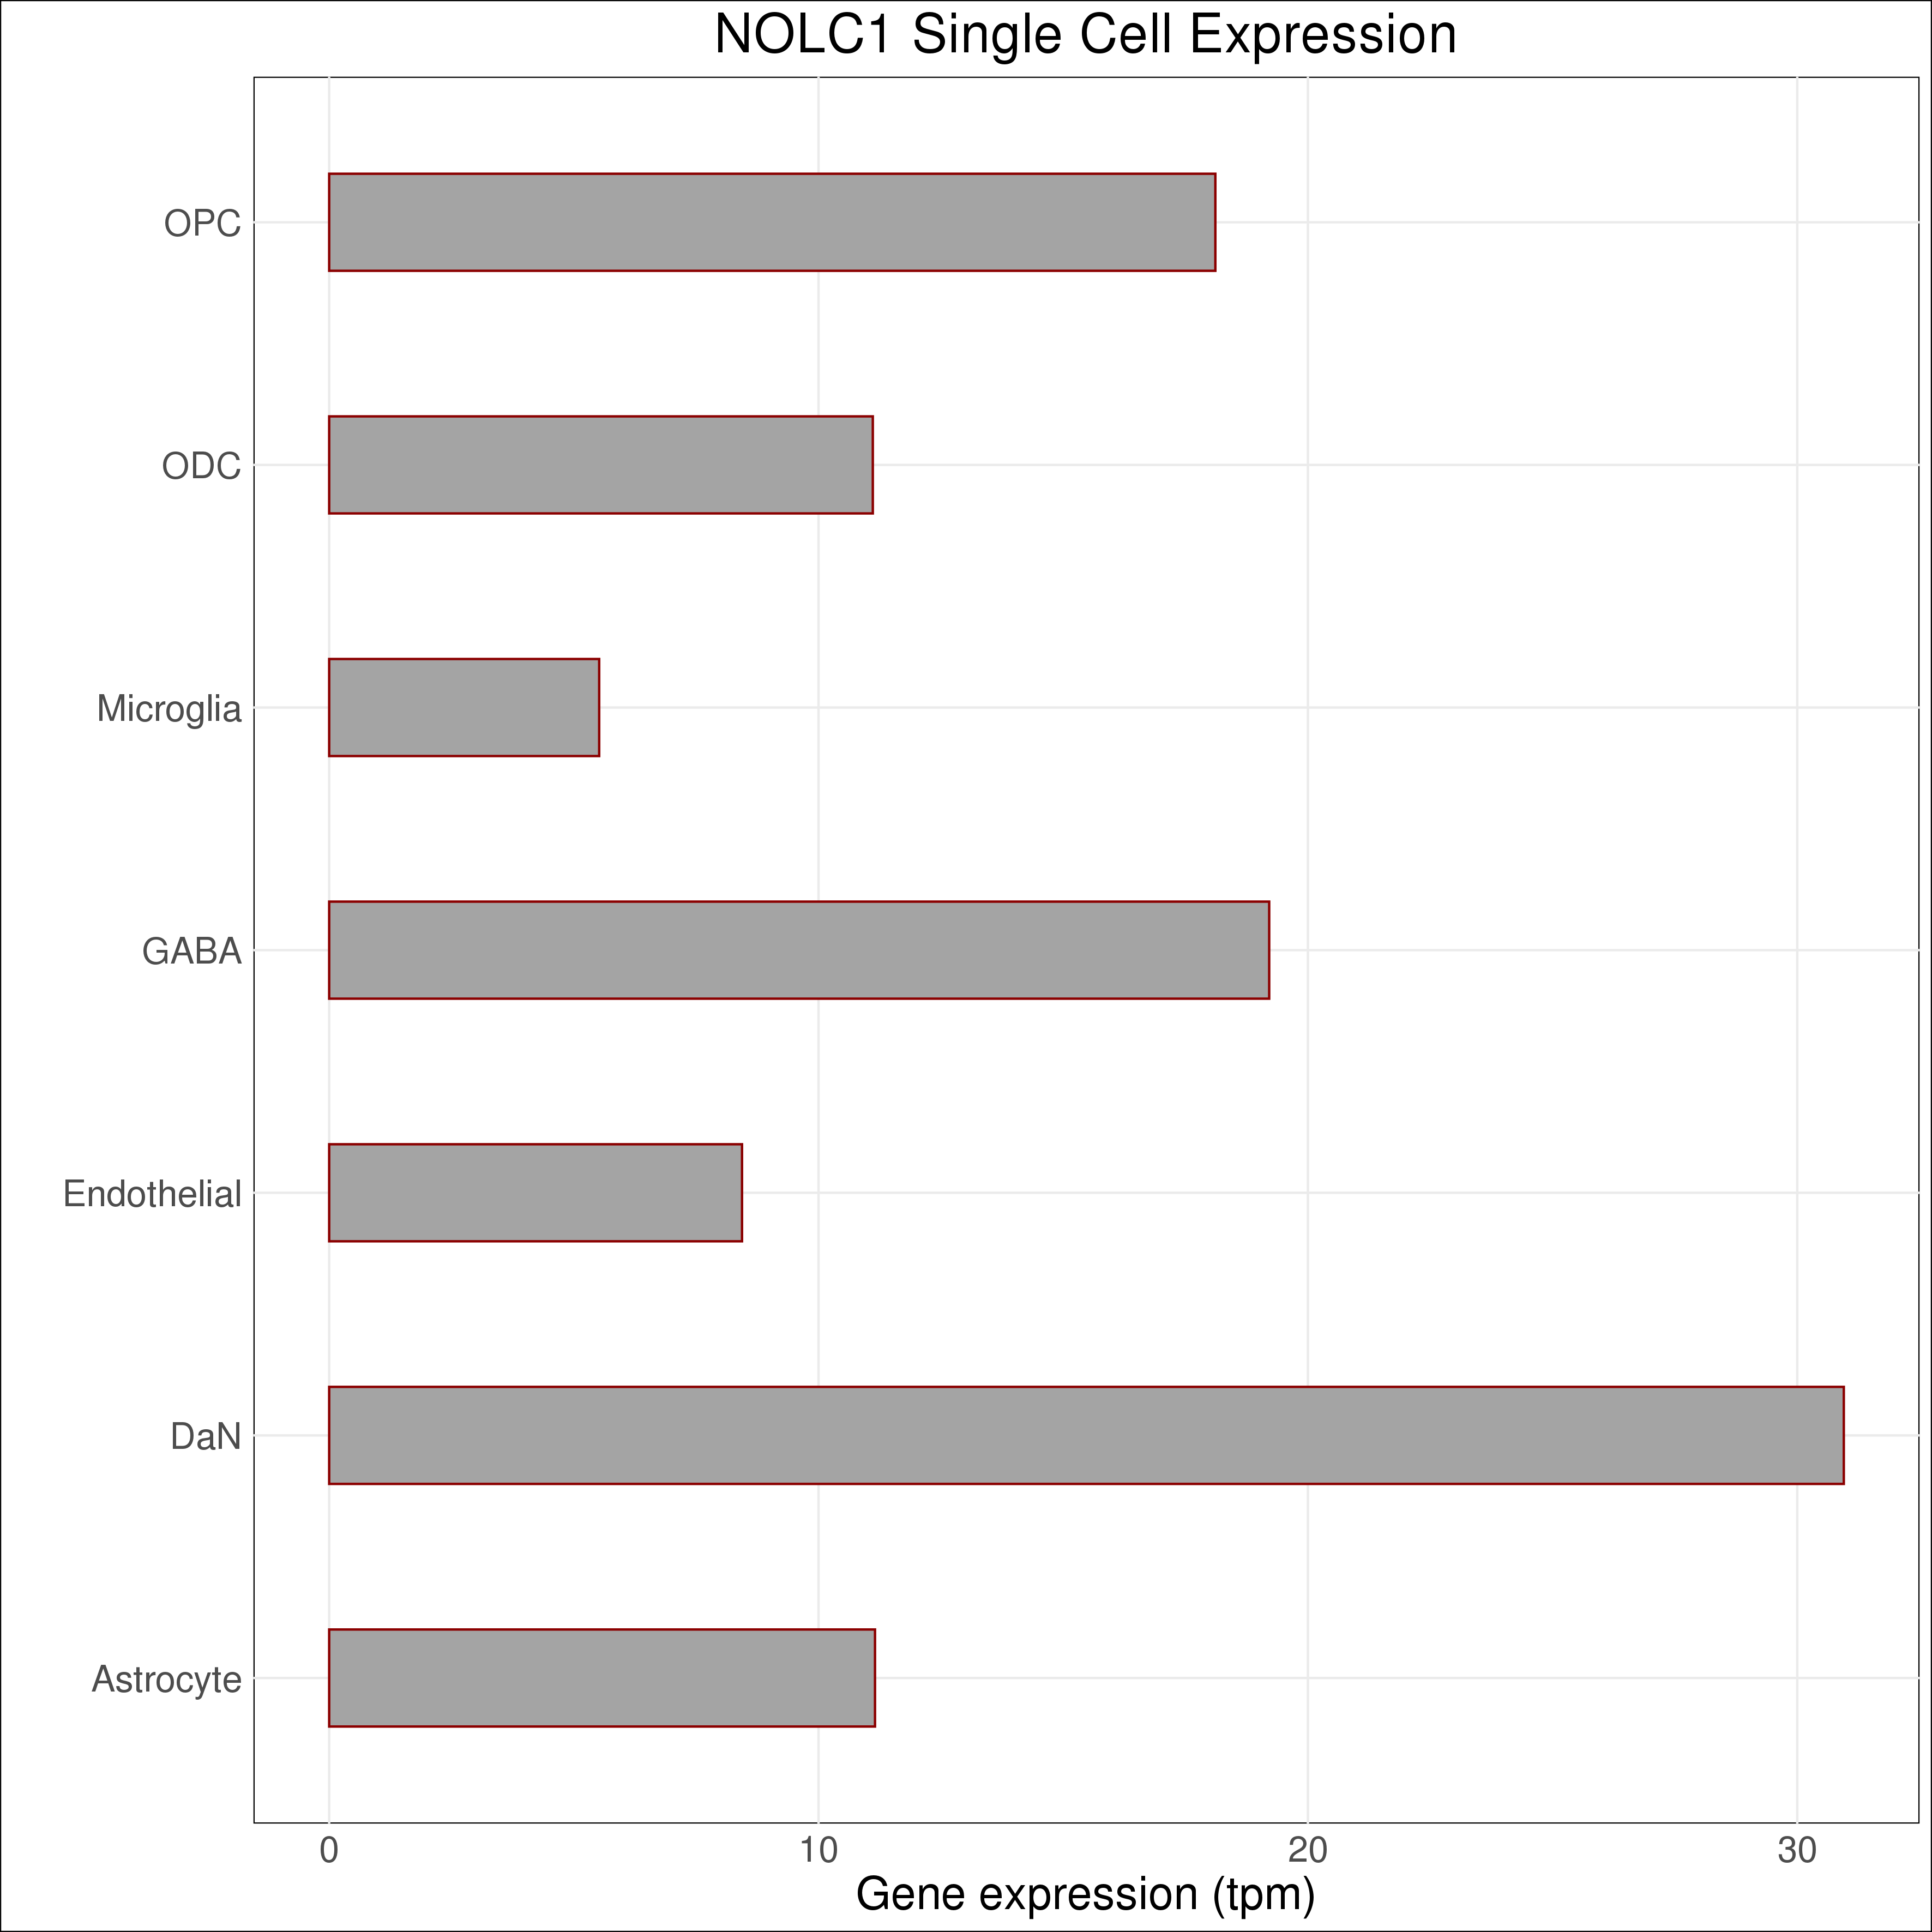 NOLC1 Single Cell Expression
OPC
ODC
Microglia
GABA
Endothelial
DaN
Astrocyte
0 10 20 30
Gene expression (tpm)